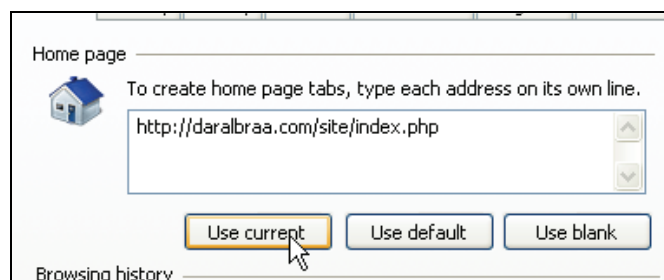 Home page
To create home page tabs, type each address on its own line.
http://daralbraa.com/site/index.php
Use current
Use default
Use blank
Browsing history